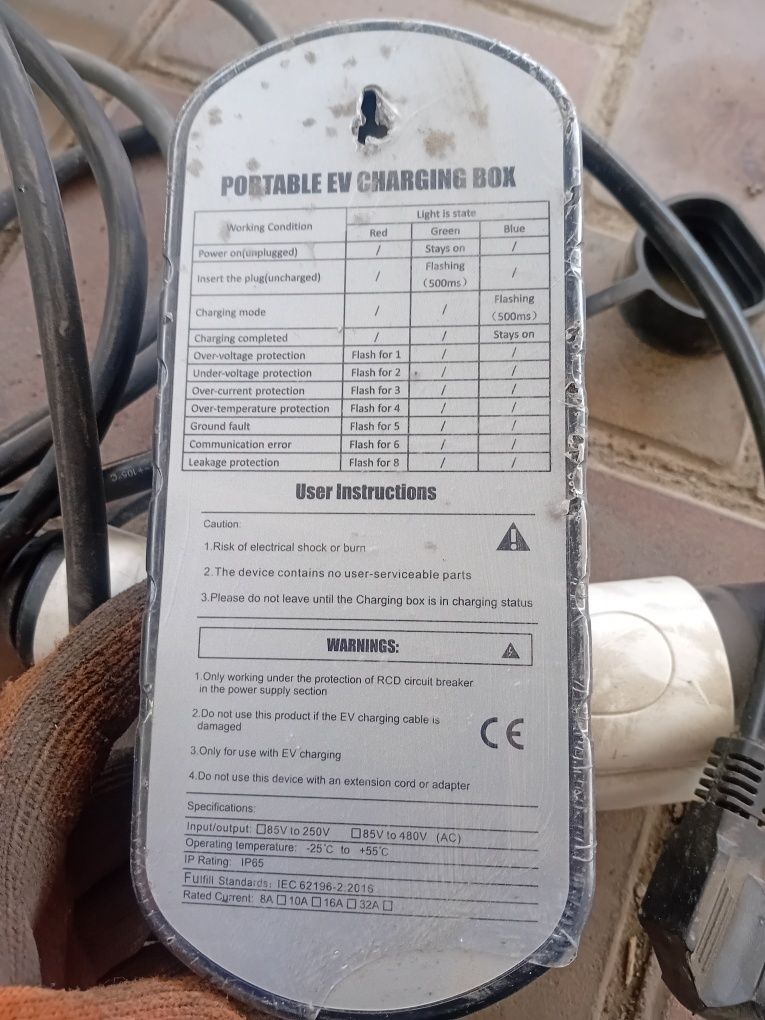 PORTABLE EV CHARGING BOX
Working Condition Light is state
Red Green Blue
Power on(unplugged) / Stays on /
Insert the plug(uncharged) / Flashing (500ms) /
Charging mode / / Flashing (500ms)
Charging completed / / Stays on
Over-voltage protection Flash for 1 / /
Under-voltage protection Flash for 2 / /
Over-current protection Flash for 3 / /
Over-temperature protection Flash for 4 / /
Ground fault Flash for 5 / /
Communication error Flash for 6 / /
Leakage protection Flash for 8 / /
User Instructions
Caution:
1.Risk of electrical shock or burn
2.The device contains no user-serviceable parts
3.Please do not leave until the Charging box is in charging status
WARNINGS:
1.Only working under the protection of RCD circuit breaker
in the power supply section
2.Do not use this product if the EV charging cable is
damaged
CE
3.Only for use with EV charging
4.Do not use this device with an extension cord or adapter
Specifications:
Input/output: □85V to 250V □85V to 480V (AC)
Operating temperature: -25℃ to +55℃
IP Rating: IP65
Fulfill Standards: IEC 62196-2:2016
Rated Current: 8A □ 10A □ 16A □ 32A □